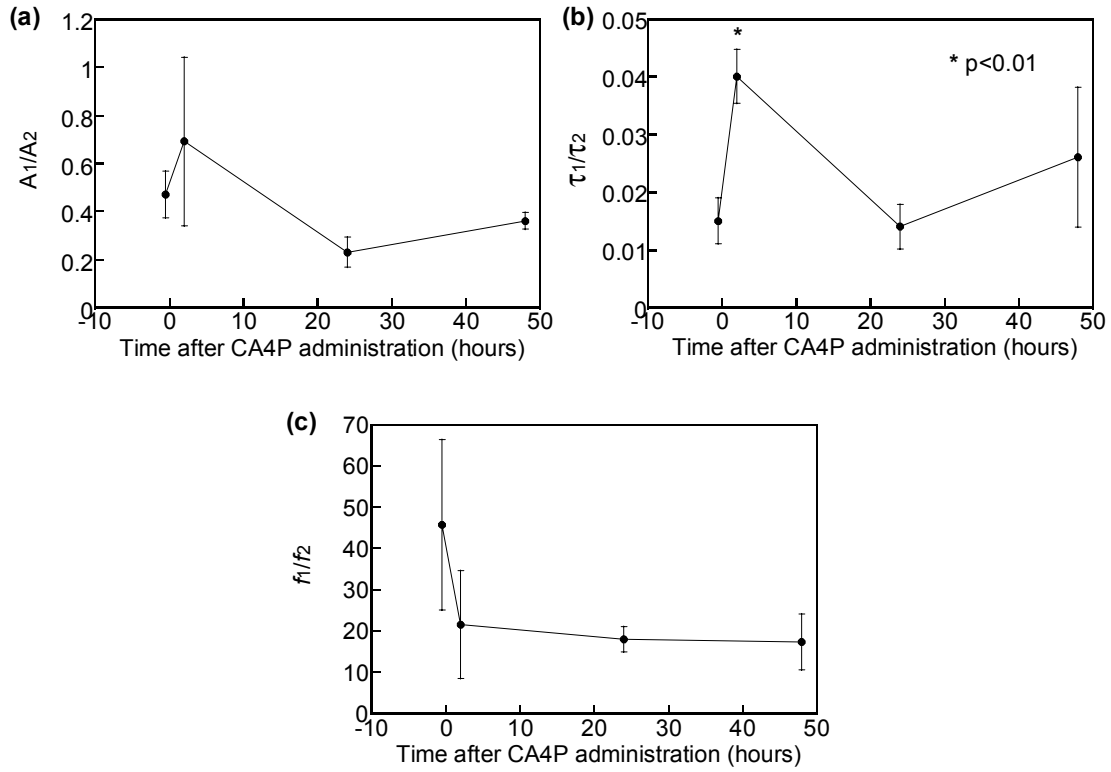 (a)
1.2
1
0.8
0.6
0.4
0.2
0
A1/A2
-10 0 10 20 30 40 50
Time after CA4P administration (hours)
(b)
0.05
0.04
0.03
0.02
0.01
0
τ1/τ2
*
* p<0.01
-10 0 10 20 30 40 50
Time after CA4P administration (hours)
(c)
70
60
50
40
30
20
10
0
f1/f2
-10 0 10 20 30 40 50
Time after CA4P administration (hours)